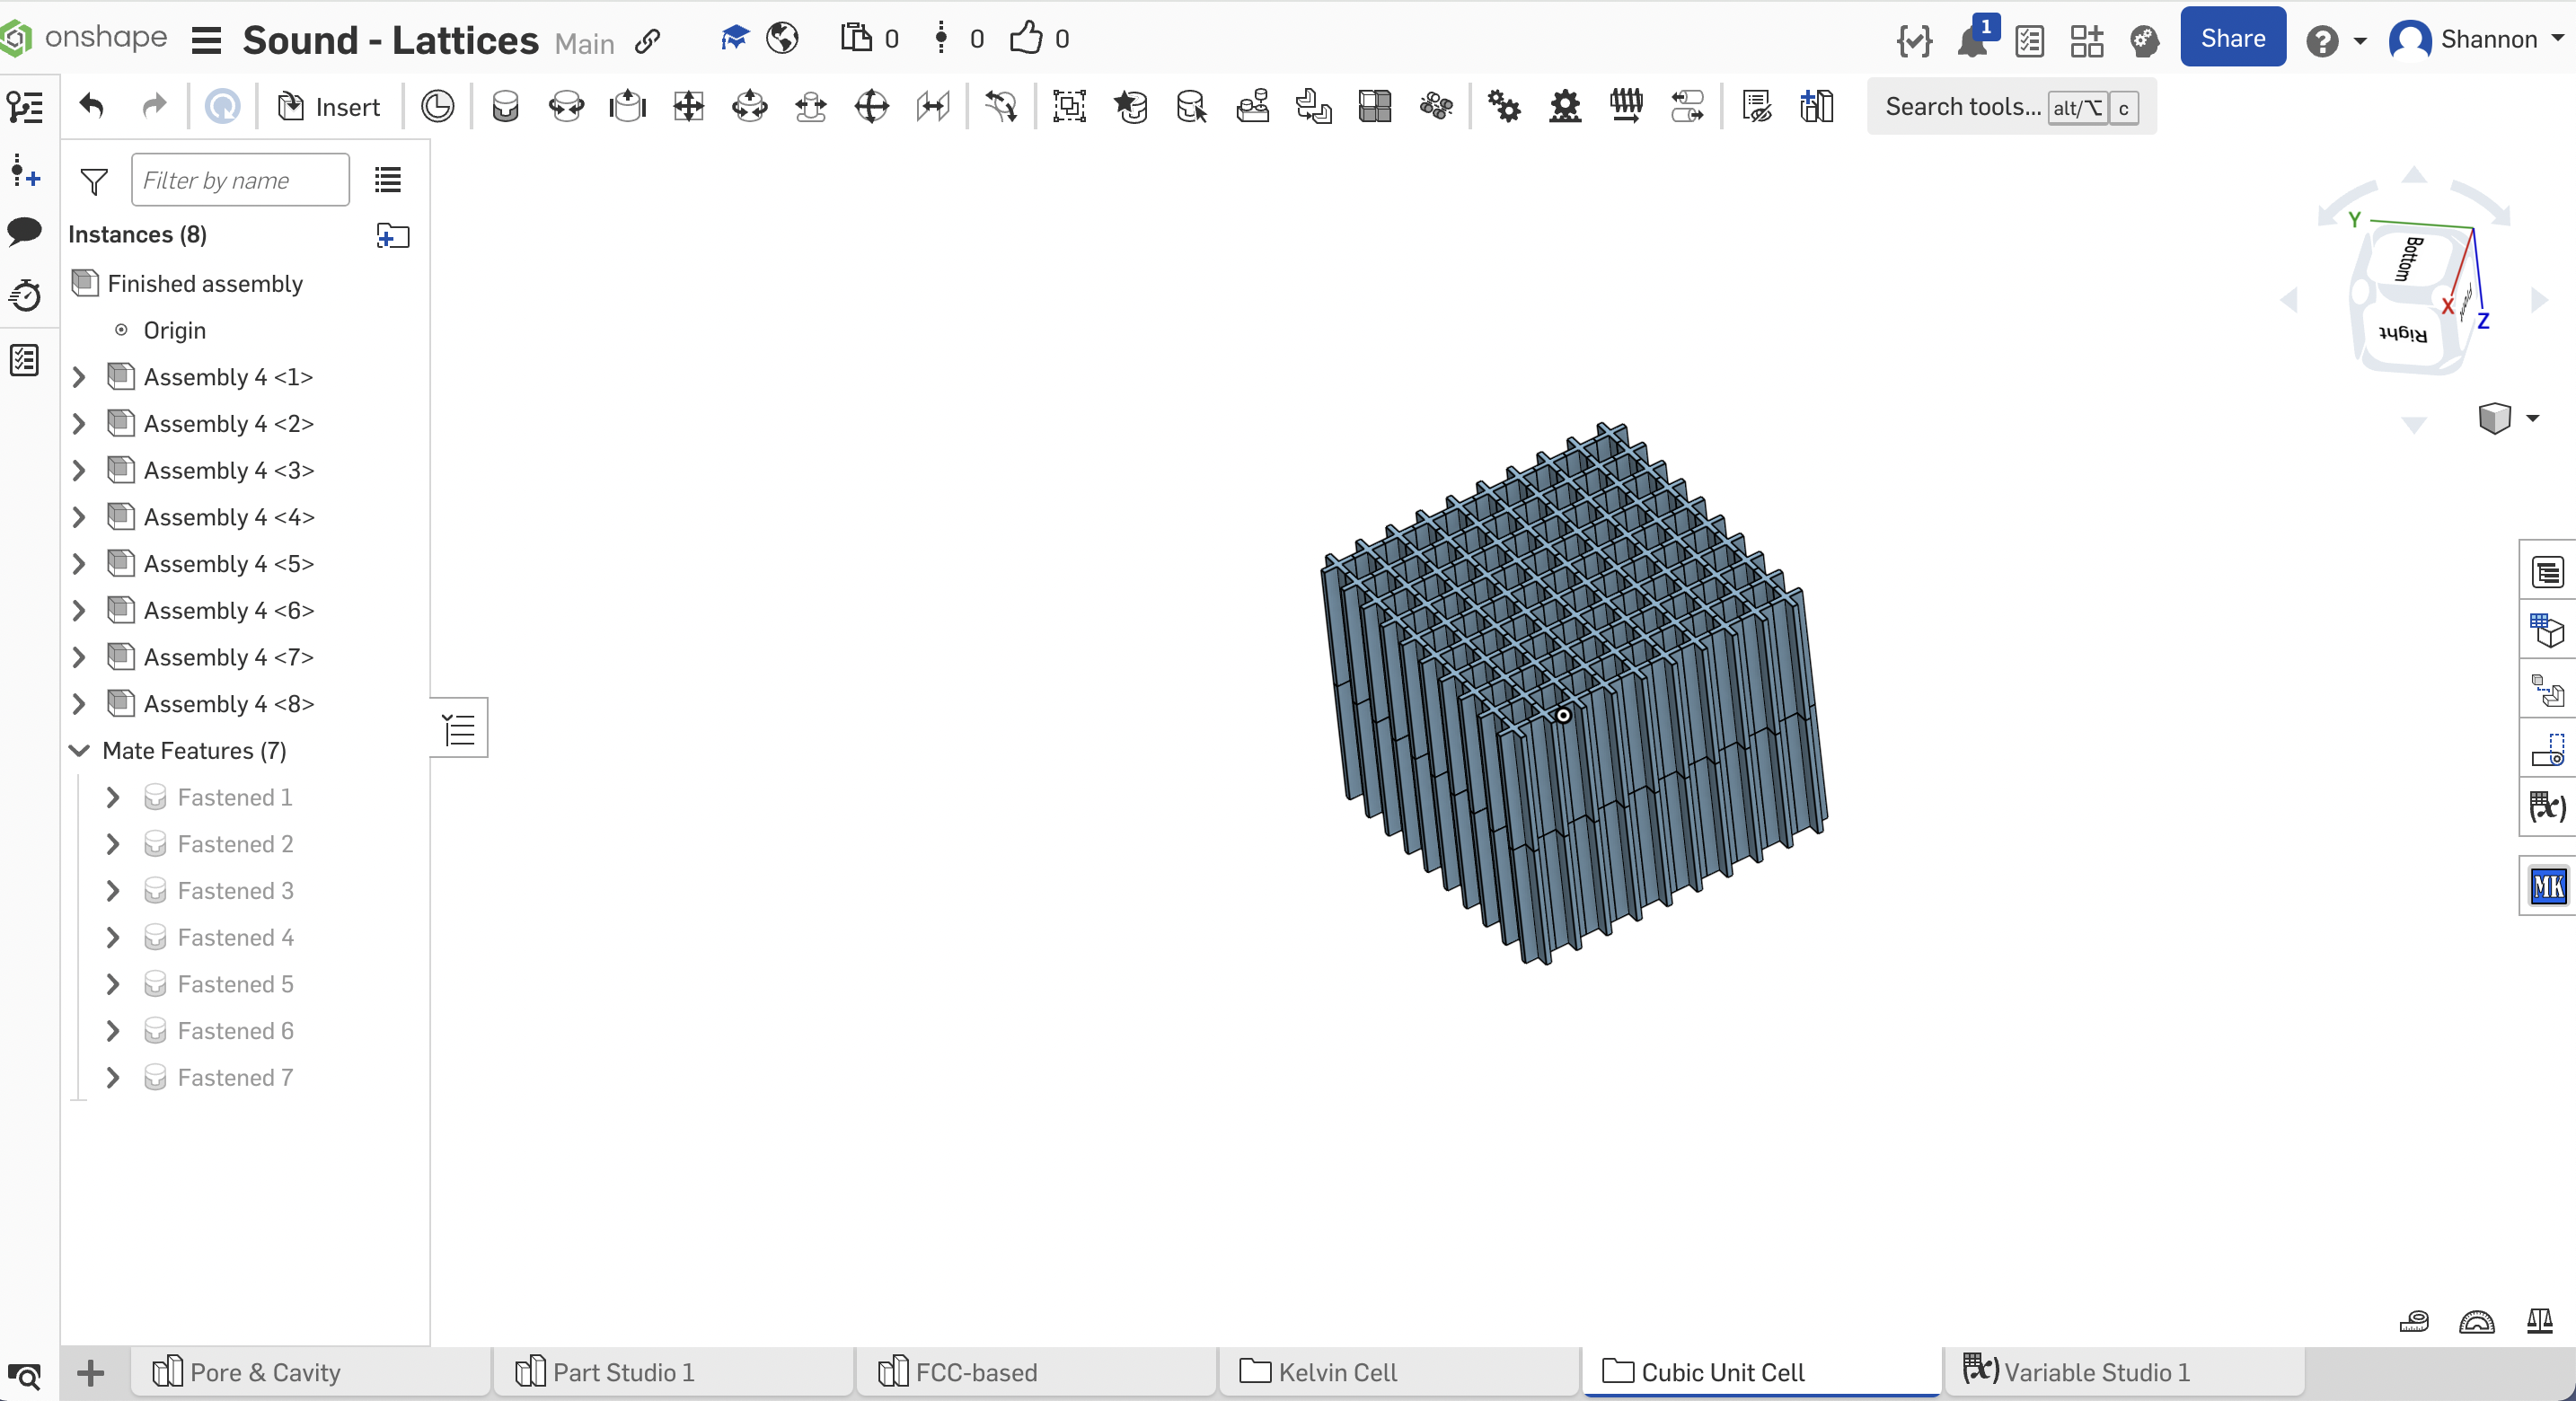 onshape Sound - Lattices Main 0 0 0 1 Share Shannon
Insert Search tools... alt/⌥ c
Filter by name
Instances (8)
Finished assembly
Origin
Assembly 4 <1>
Assembly 4 <2>
Assembly 4 <3>
Assembly 4 <4>
Assembly 4 <5>
Assembly 4 <6>
Assembly 4 <7>
Assembly 4 <8>
Mate Features (7)
Fastened 1
Fastened 2
Fastened 3
Fastened 4
Fastened 5
Fastened 6
Fastened 7
Y
Bottom
X
Z
Right
(x)
MK
Pore & Cavity Part Studio 1 FCC-based Kelvin Cell Cubic Unit Cell (x) Variable Studio 1